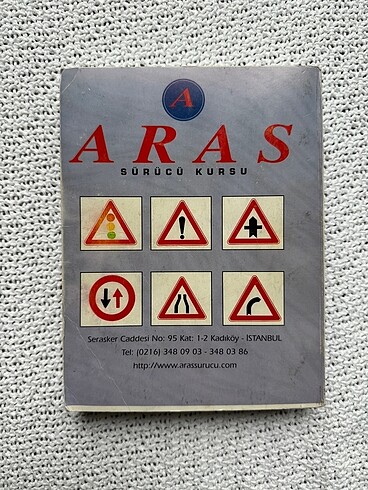 A
ARAS
SÜRÜCÜ KURSU
Serasker Caddesi No: 95 Kat: 1-2 Kadıköy - İSTANBUL
Tel: (0216) 348 09 03 - 348 03 86
http://www.arassurucu.com